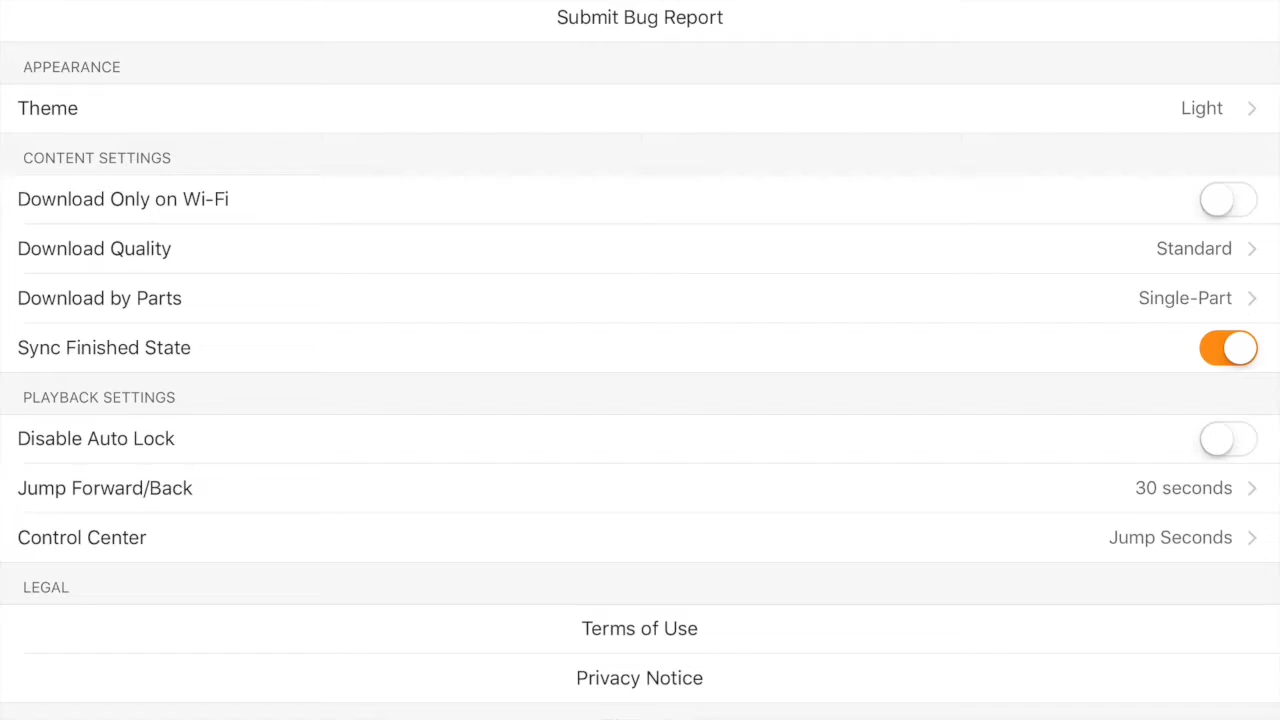 Submit Bug Report
APPEARANCE
Theme Light
CONTENT SETTINGS
Download Only on Wi-Fi
Download Quality Standard
Download by Parts Single-Part
Sync Finished State
PLAYBACK SETTINGS
Disable Auto Lock
Jump Forward/Back 30 seconds
Control Center Jump Seconds
LEGAL
Terms of Use
Privacy Notice